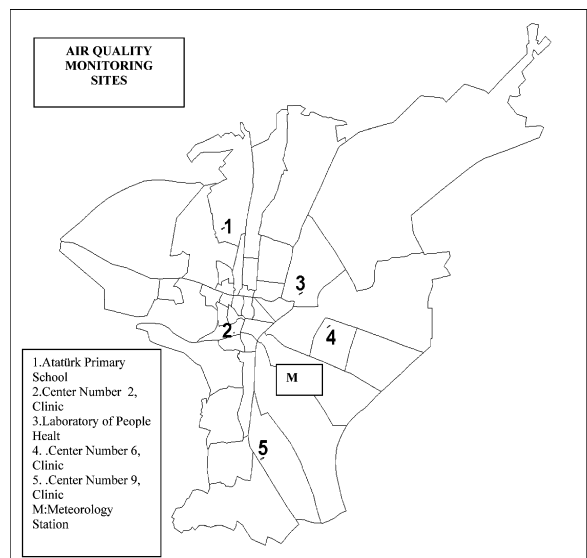 AIR QUALITY
MONITORING
SITES
1
3
2
4
M
5
1.Atatürk Primary
School
2.Center Number 2,
Clinic
3.Laboratory of People
Healt
4. .Center Number 6,
Clinic
5. .Center Number 9,
Clinic
M:Meteorology
Station